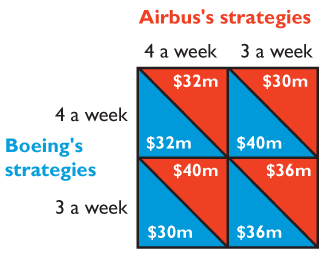 Airbus's strategies
4 a week 3 a week
$32m $30m
4 a week
$32m $40m
Boeing's
strategies
$40m $36m
3 a week
$30m $36m